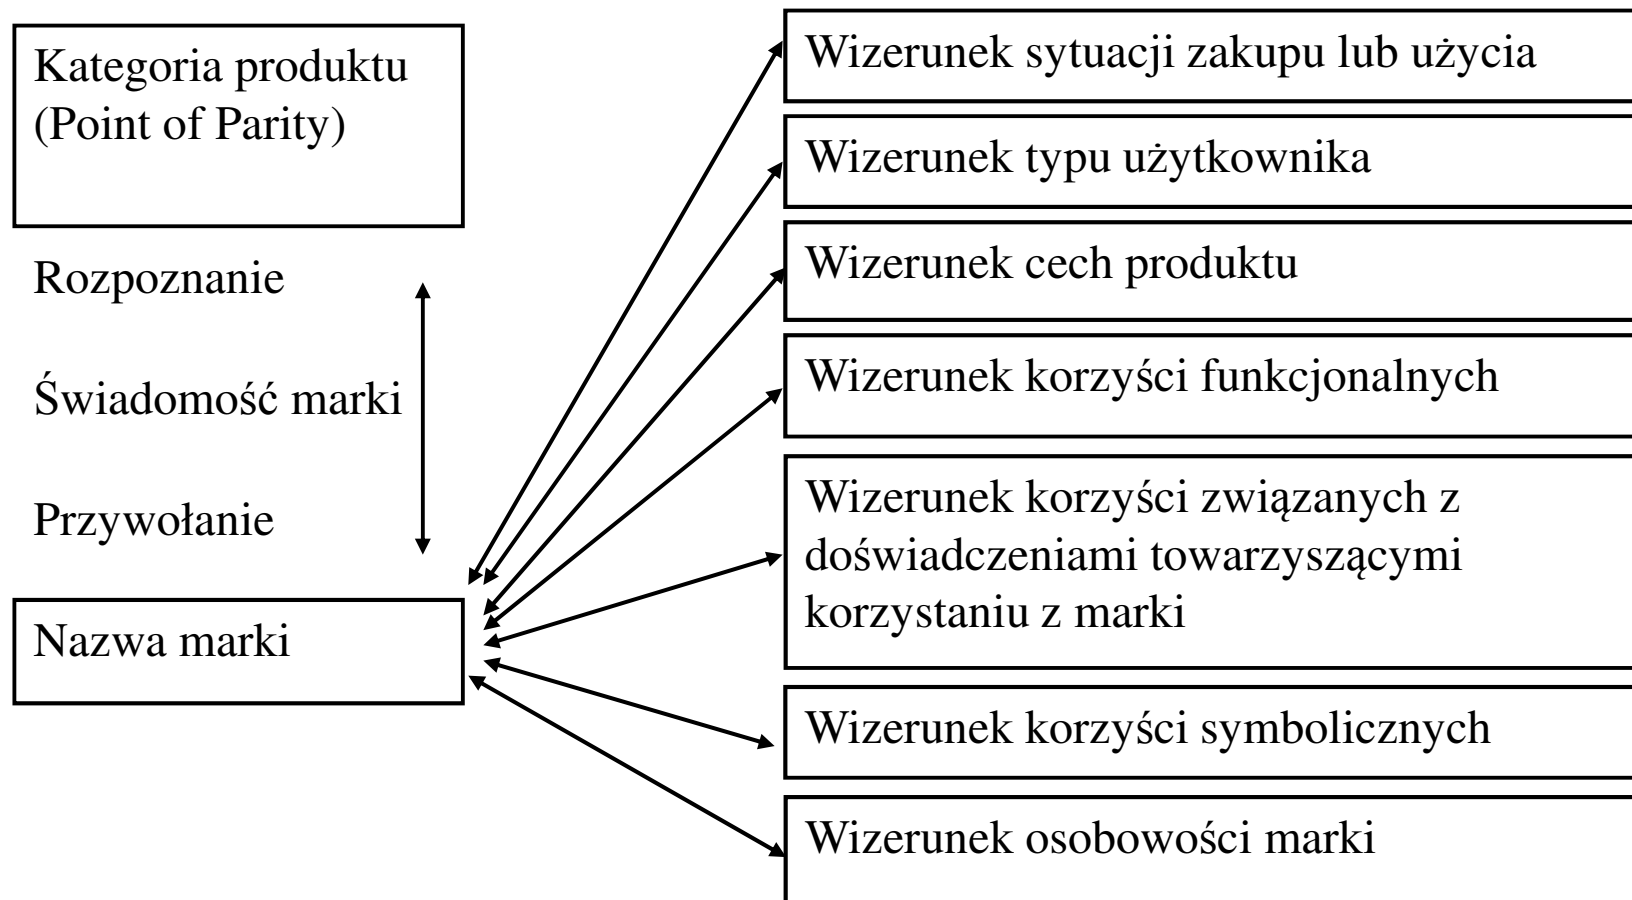 Kategoria produktu
(Point of Parity)
Rozpoznanie
Świadomość marki
Przywołanie
Nazwa marki
Wizerunek sytuacji zakupu lub użycia
Wizerunek typu użytkownika
Wizerunek cech produktu
Wizerunek korzyści funkcjonalnych
Wizerunek korzyści związanych z
doświadczeniami towarzyszącymi
korzystaniu z marki
Wizerunek korzyści symbolicznych
Wizerunek osobowości marki